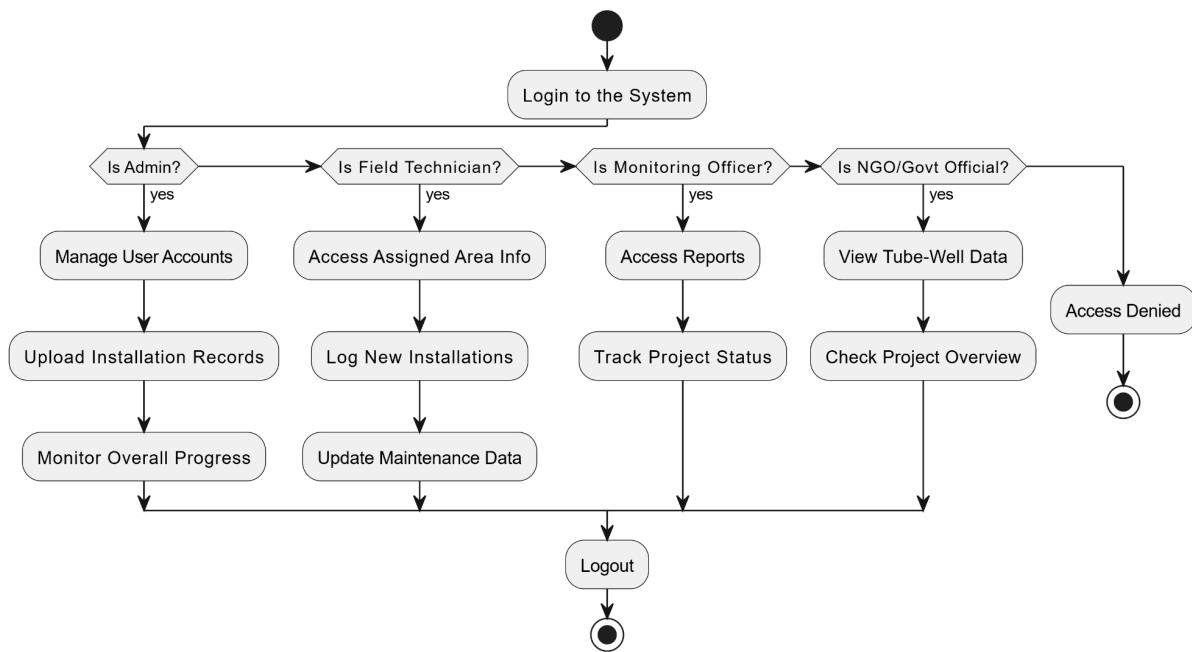 Login to the System
Is Admin?
Is Field Technician?
Is Monitoring Officer?
Is NGO/Govt Official?
yes
yes
yes
yes
Manage User Accounts
Access Assigned Area Info
Access Reports
View Tube-Well Data
Access Denied
Upload Installation Records
Log New Installations
Track Project Status
Check Project Overview
Monitor Overall Progress
Update Maintenance Data
Logout